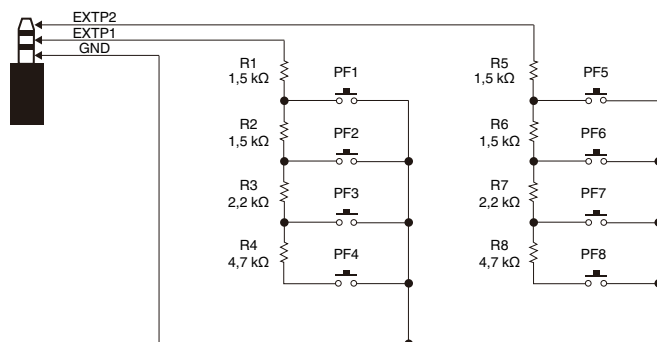 EXTP2
EXTP1
GND
R1
1,5 kΩ
PF1
R5
1,5 kΩ
PF5
R2
1,5 kΩ
PF2
R6
1,5 kΩ
PF6
R3
2,2 kΩ
PF3
R7
2,2 kΩ
PF7
R4
4,7 kΩ
PF4
R8
4,7 kΩ
PF8